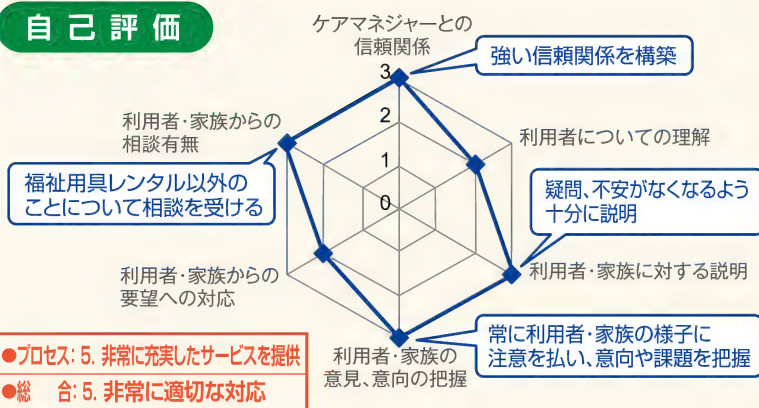 自己評価
ケアマネジャーとの
信頼関係
強い信頼関係を構築
3
2
1
0
利用者・家族からの
相談有無
利用者についての理解
福祉用具レンタル以外の
ことについて相談を受ける
疑問、不安がなくなるよう
十分に説明
利用者・家族に対する説明
利用者・家族からの
要望への対応
常に利用者・家族の様子に
注意を払い、意向や課題を把握
利用者・家族の
意見、意向の把握
●プロセス: 5. 非常に充実したサービスを提供
●総　合: 5. 非常に適切な対応